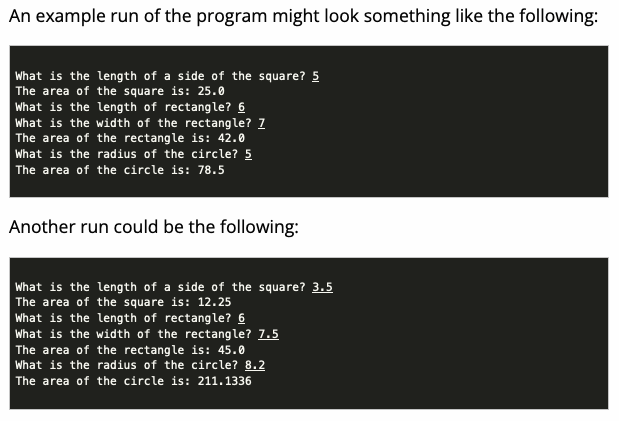 An example run of the program might look something like the following:
What is the length of a side of the square? 5
The area of the square is: 25.0
What is the length of rectangle? 6
What is the width of the rectangle? 7
The area of the rectangle is: 42.0
What is the radius of the circle? 5
The area of the circle is: 78.5
Another run could be the following:
What is the length of a side of the square? 3.5
The area of the square is: 12.25
What is the length of rectangle? 6
What is the width of the rectangle? 7.5
The area of the rectangle is: 45.0
What is the radius of the circle? 8.2
The area of the circle is: 211.1336